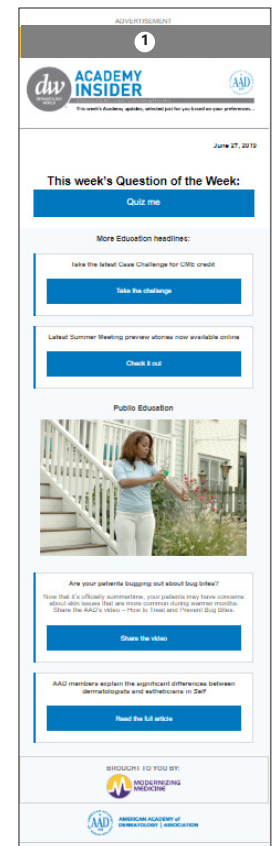 ADVERTISEMENT
1
dw
DERMATOLOGY
WORLD
ACADEMY
INSIDER
AAD
This week's Academy updates, selected just for you based on your preferences...
June 27, 2019
This week's Question of the Week:
Quiz me
More Education headlines:
Take the latest Case Challenge for CME credit
Take the challenge
Latest Summer Meeting preview stories now available online
Check it out
Public Education
Are your patients bugging out about bug bites?
Now that it's officially summertime, your patients may have concerns
about skin issues that are more common during warmer months.
Share the AAD's video – How to Treat and Prevent Bug Bites.
Share the video
AAD members explain the significant differences between
dermatologists and estheticians in Self
Read the full article
BROUGHT TO YOU BY:
MODERNIZING
MEDICINE
AAD
AMERICAN ACADEMY of
DERMATOLOGY | ASSOCIATION